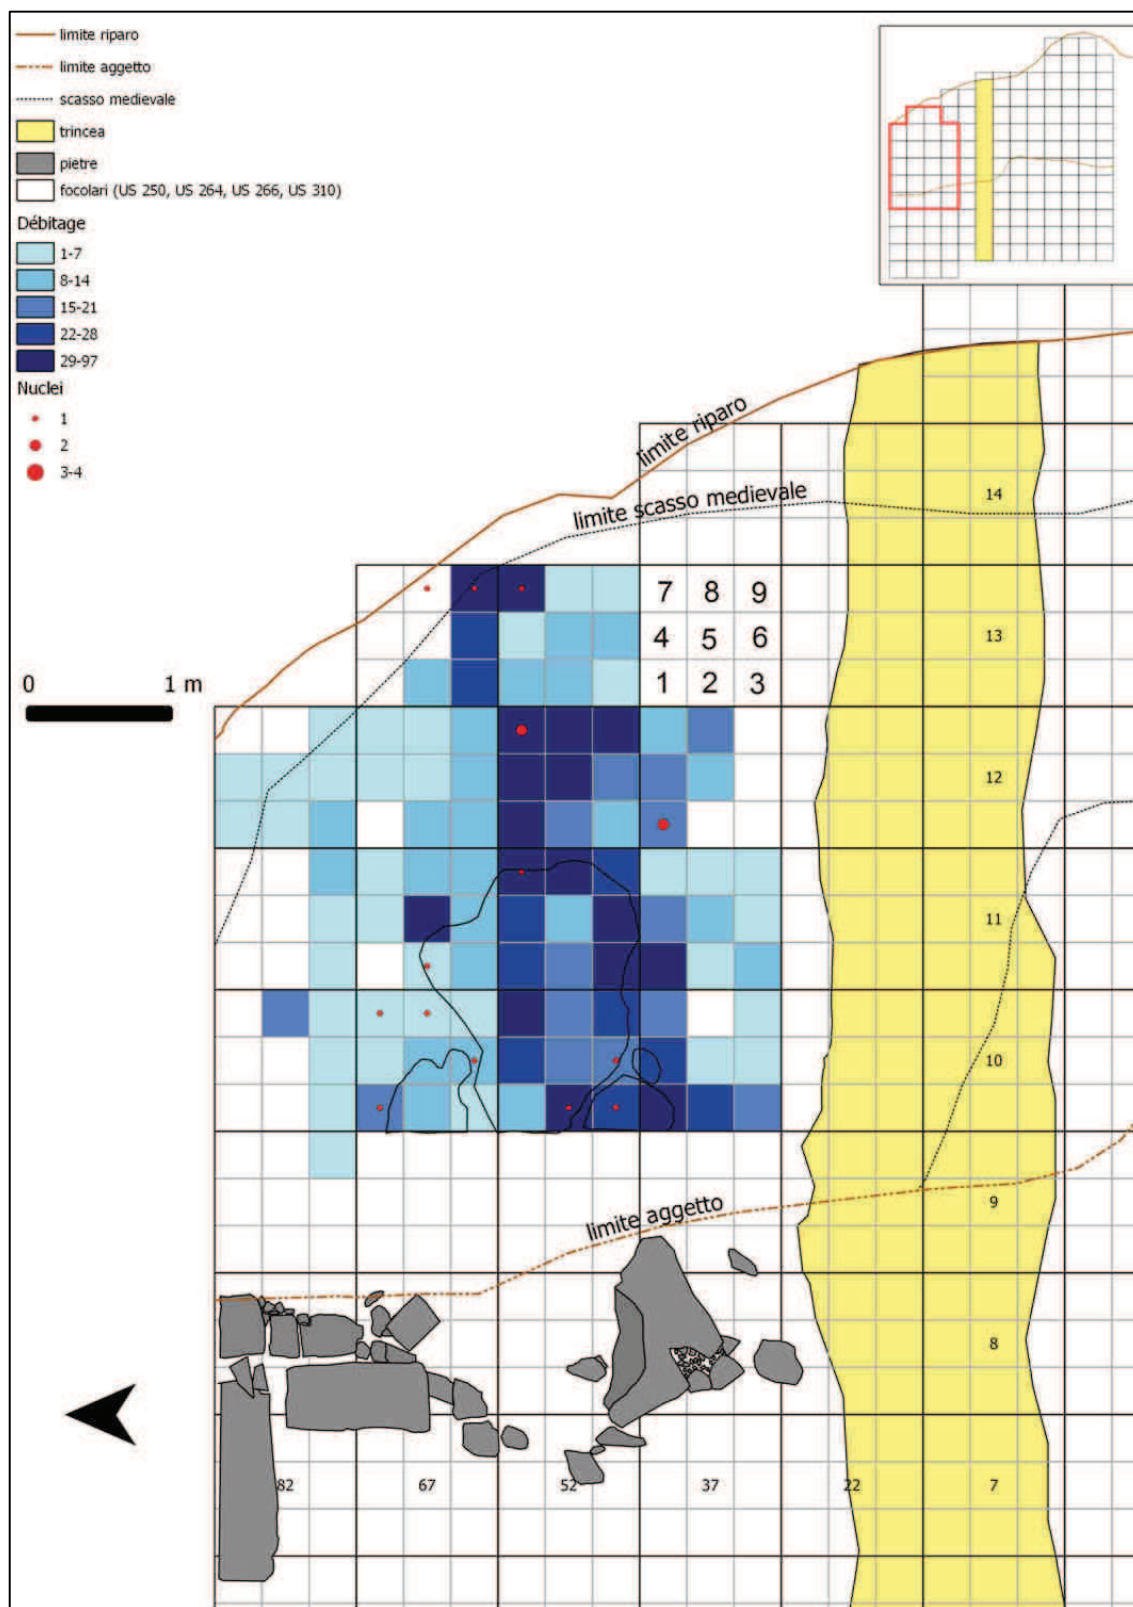 limite riparo
limite aggetto
scasso medievale
trincea
pietre
focolari (US 250, US 264, US 266, US 310)
Débitage
1-7
8-14
15-21
22-28
29-97
Nuclei
1
2
3-4
limite riparo
limite scasso medievale
14
7 8 9
4 5 6
1 2 3
13
0 1 m
12
11
10
limite aggetto
9
8
82 67 52 37 22 7